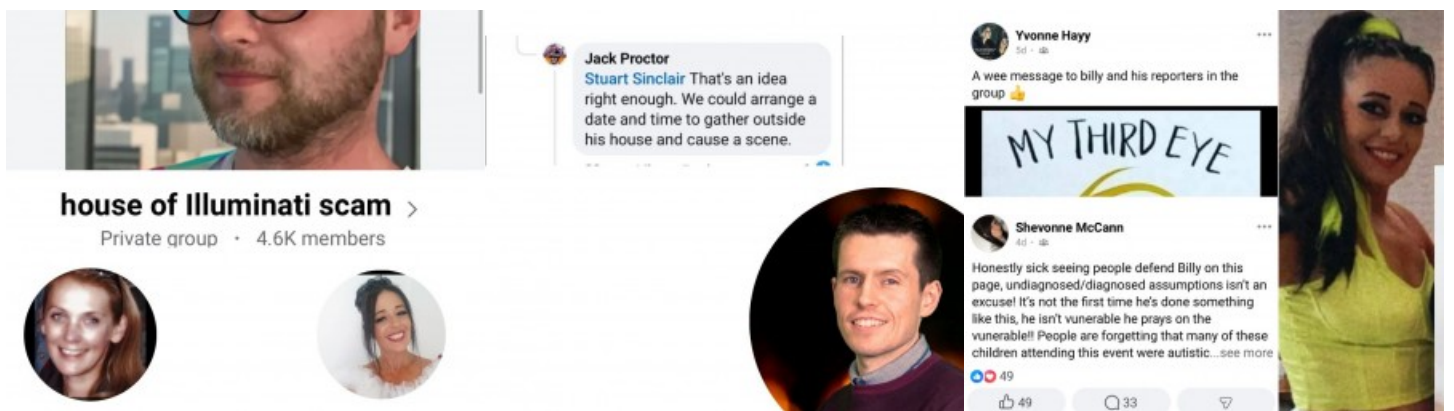 Jack Proctor
Stuart Sinclair That's an idea
right enough. We could arrange a
date and time to gather outside
his house and cause a scene.
house of Illuminati scam >
Private group · 4.6K members
Yvonne Hayy
5d ·
A wee message to billy and his reporters in the
group 👍
MY THIRD EYE
Shevonne McCann
4d ·
Honestly sick seeing people defend Billy on this
page, undiagnosed/diagnosed assumptions isn't an
excuse! It's not the first time he's done something
like this, he isn't vunerable he prays on the
vunerable!! People are forgetting that many of these
children attending this event were autistic...see more
49
49
33